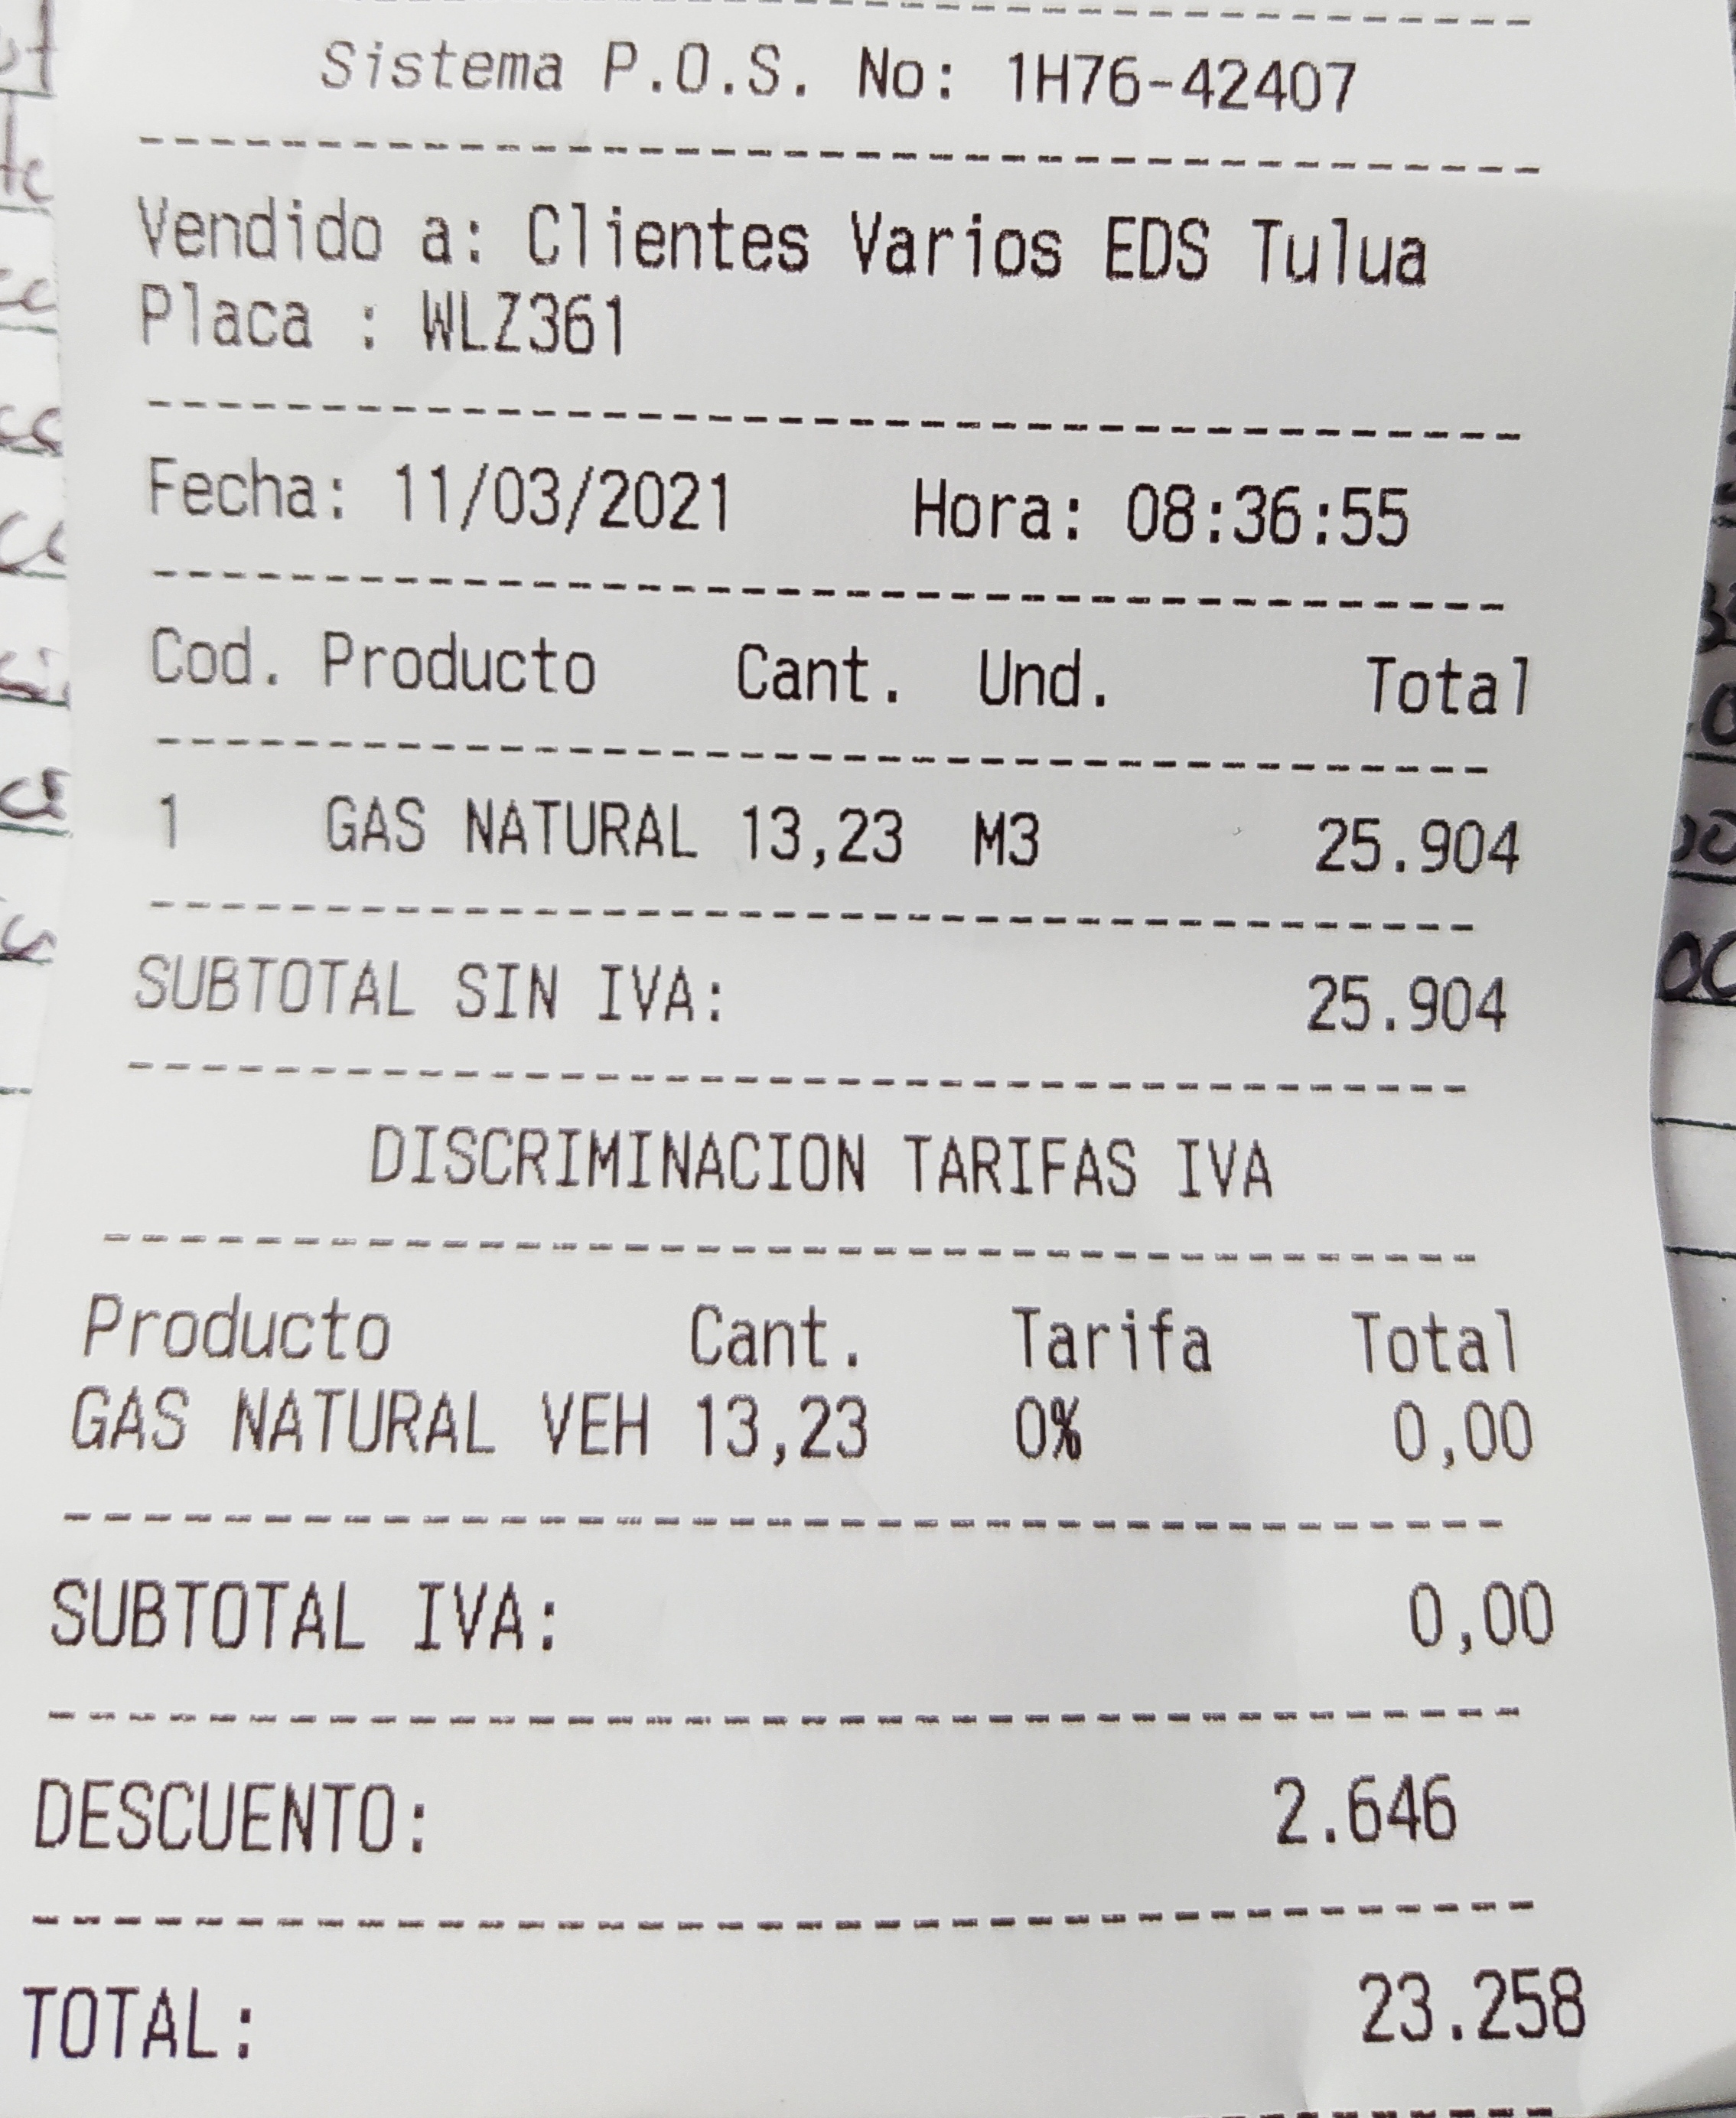 Sistema P.O.S. No: 1H76-42407
Vendido a: Clientes Varios EDS Tulua
Placa : WLZ361
Fecha: 11/03/2021 Hora: 08:36:55
Cod. Producto Cant. Und. Total
1 GAS NATURAL 13,23 M3 25.904
SUBTOTAL SIN IVA: 25.904
DISCRIMINACION TARIFAS IVA
Producto Cant. Tarifa Total
GAS NATURAL VEH 13,23 0% 0,00
SUBTOTAL IVA: 0,00
DESCUENTO: 2.646
TOTAL: 23.258